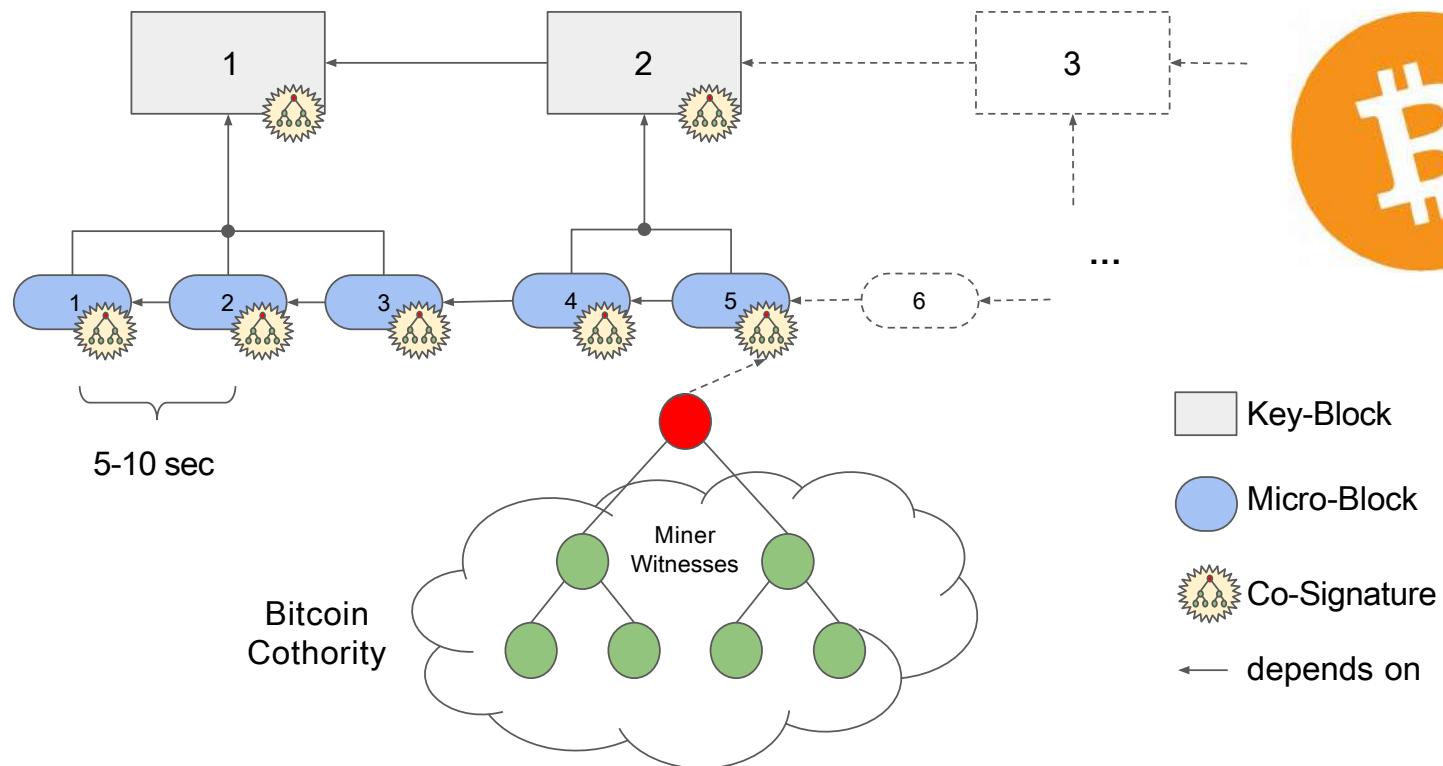 1
2
3
1
2
3
4
5
6
...
5-10 sec
Miner
Witnesses
Bitcoin
Cothority
Key-Block
Micro-Block
Co-Signature
depends on